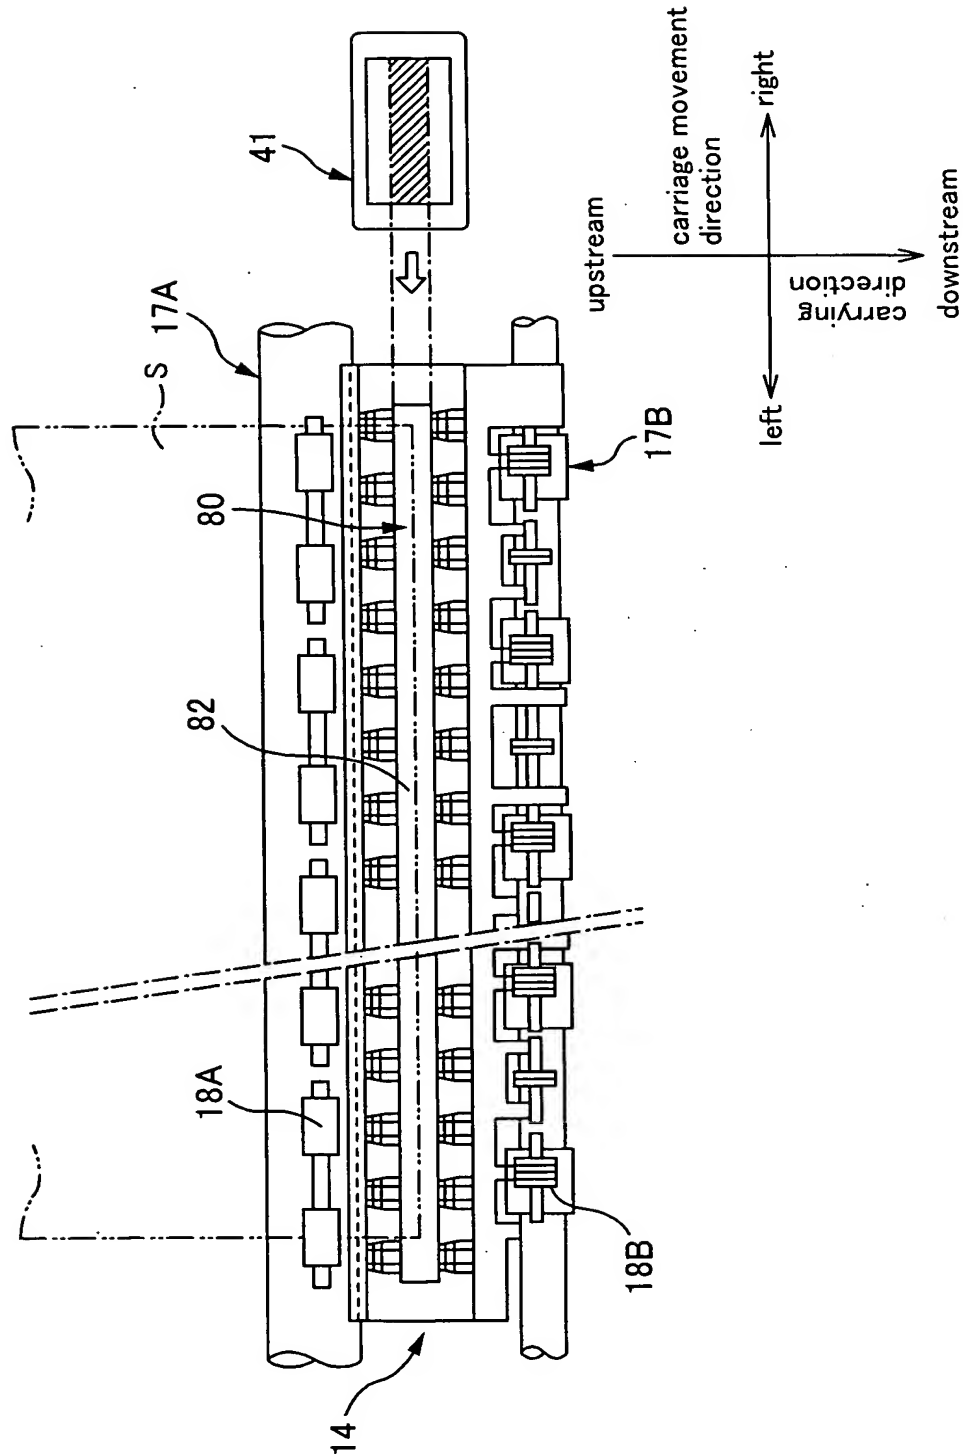 41
17A
S
80
82
18A
14
17B
18B
upstream
carriage movement
direction
right
left
carrying
direction
downstream